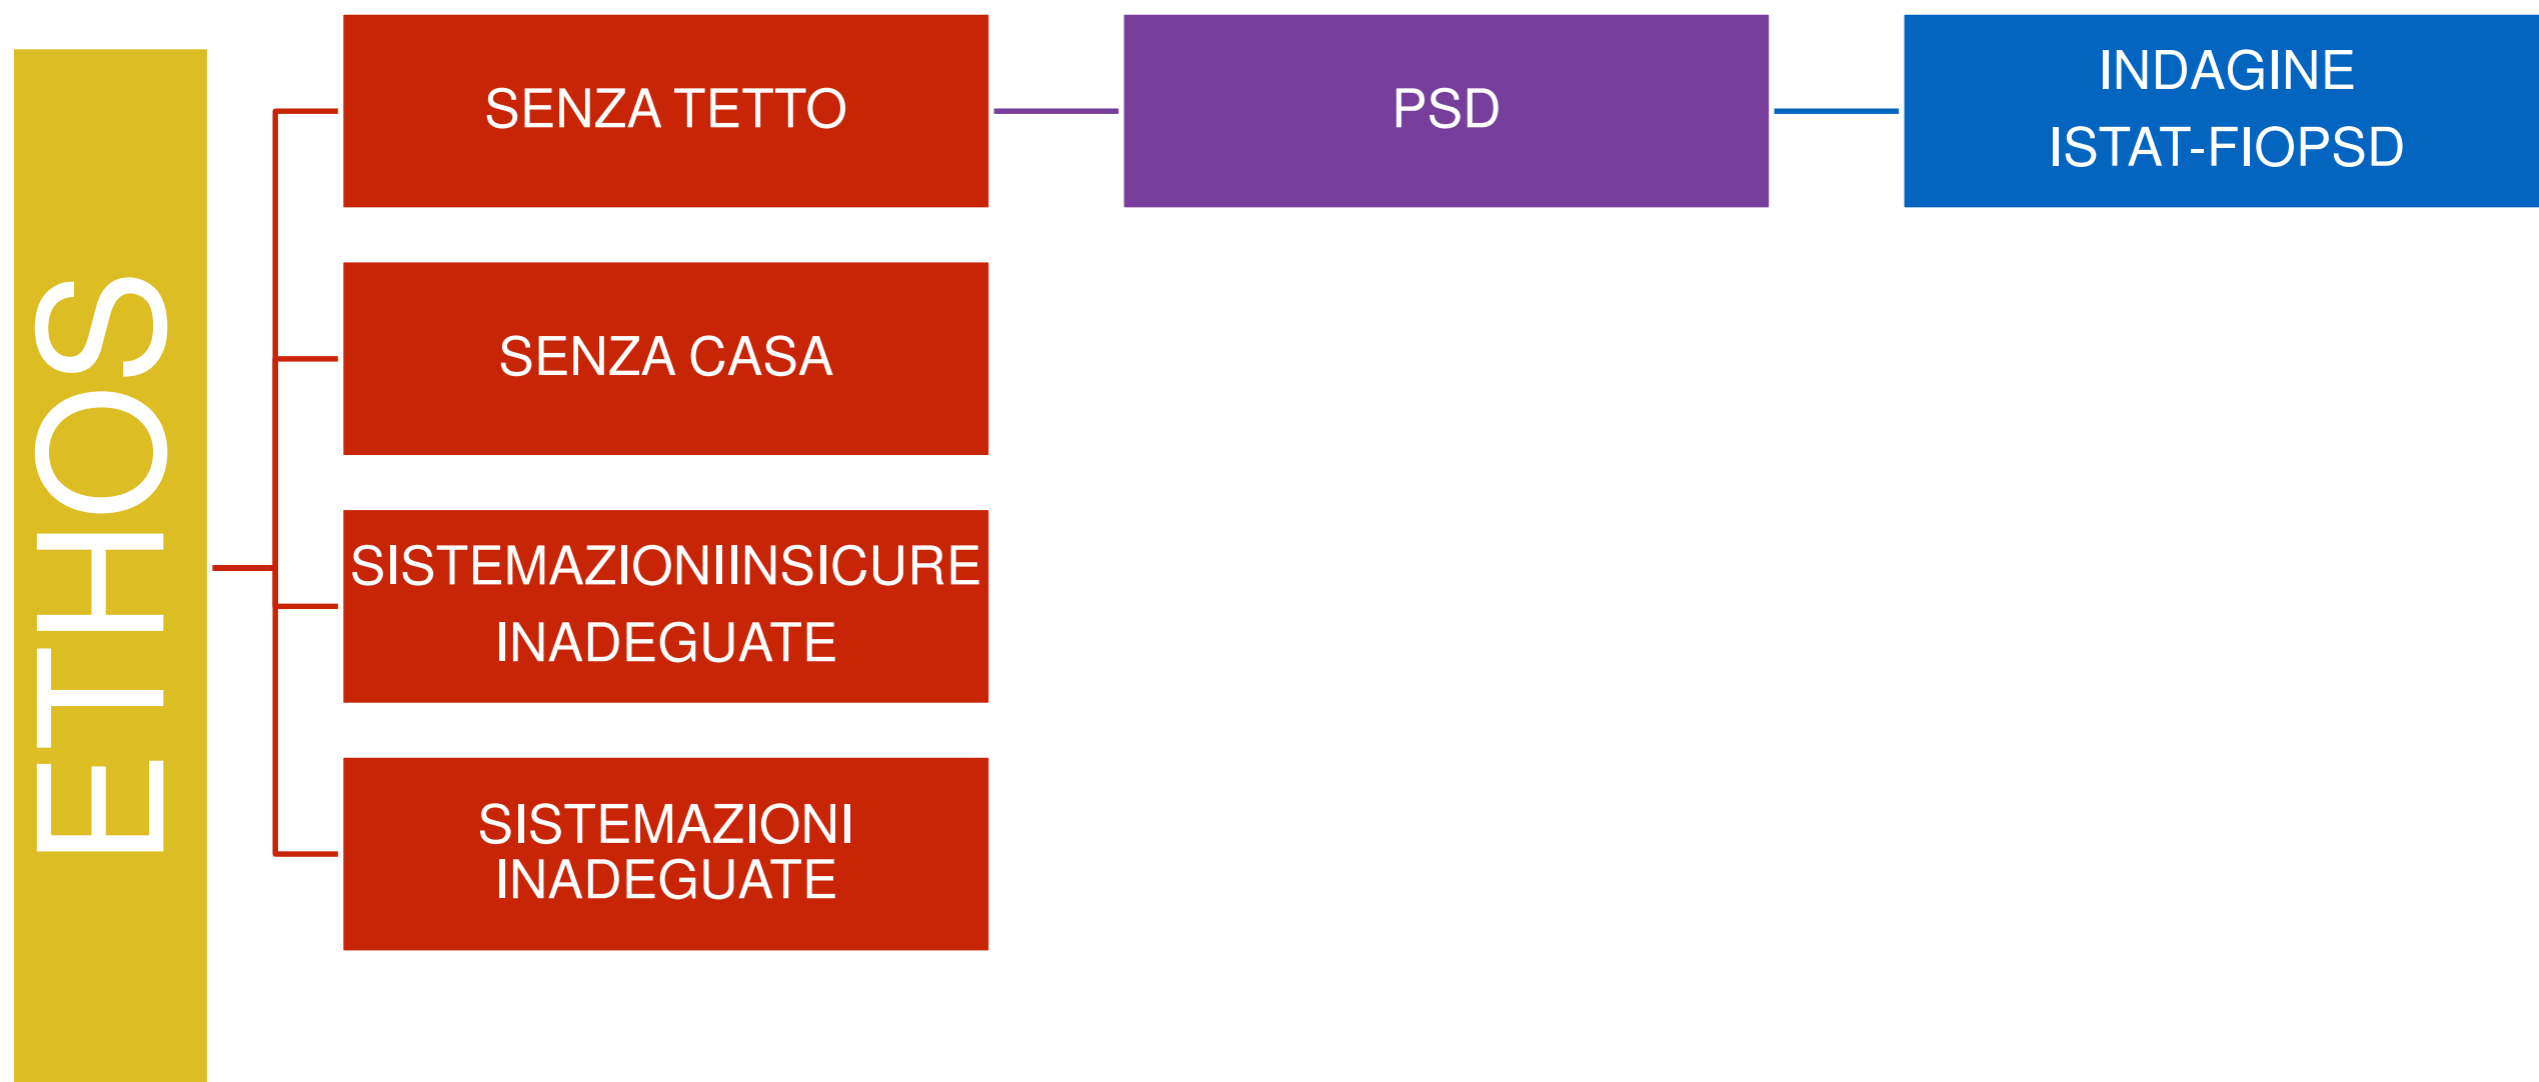 ETHOS
SENZA TETTO
PSD
INDAGINE
ISTAT-FIOPSD
SENZA CASA
SISTEMAZIONIINSICURE
INADEGUATE
SISTEMAZIONI
INADEGUATE